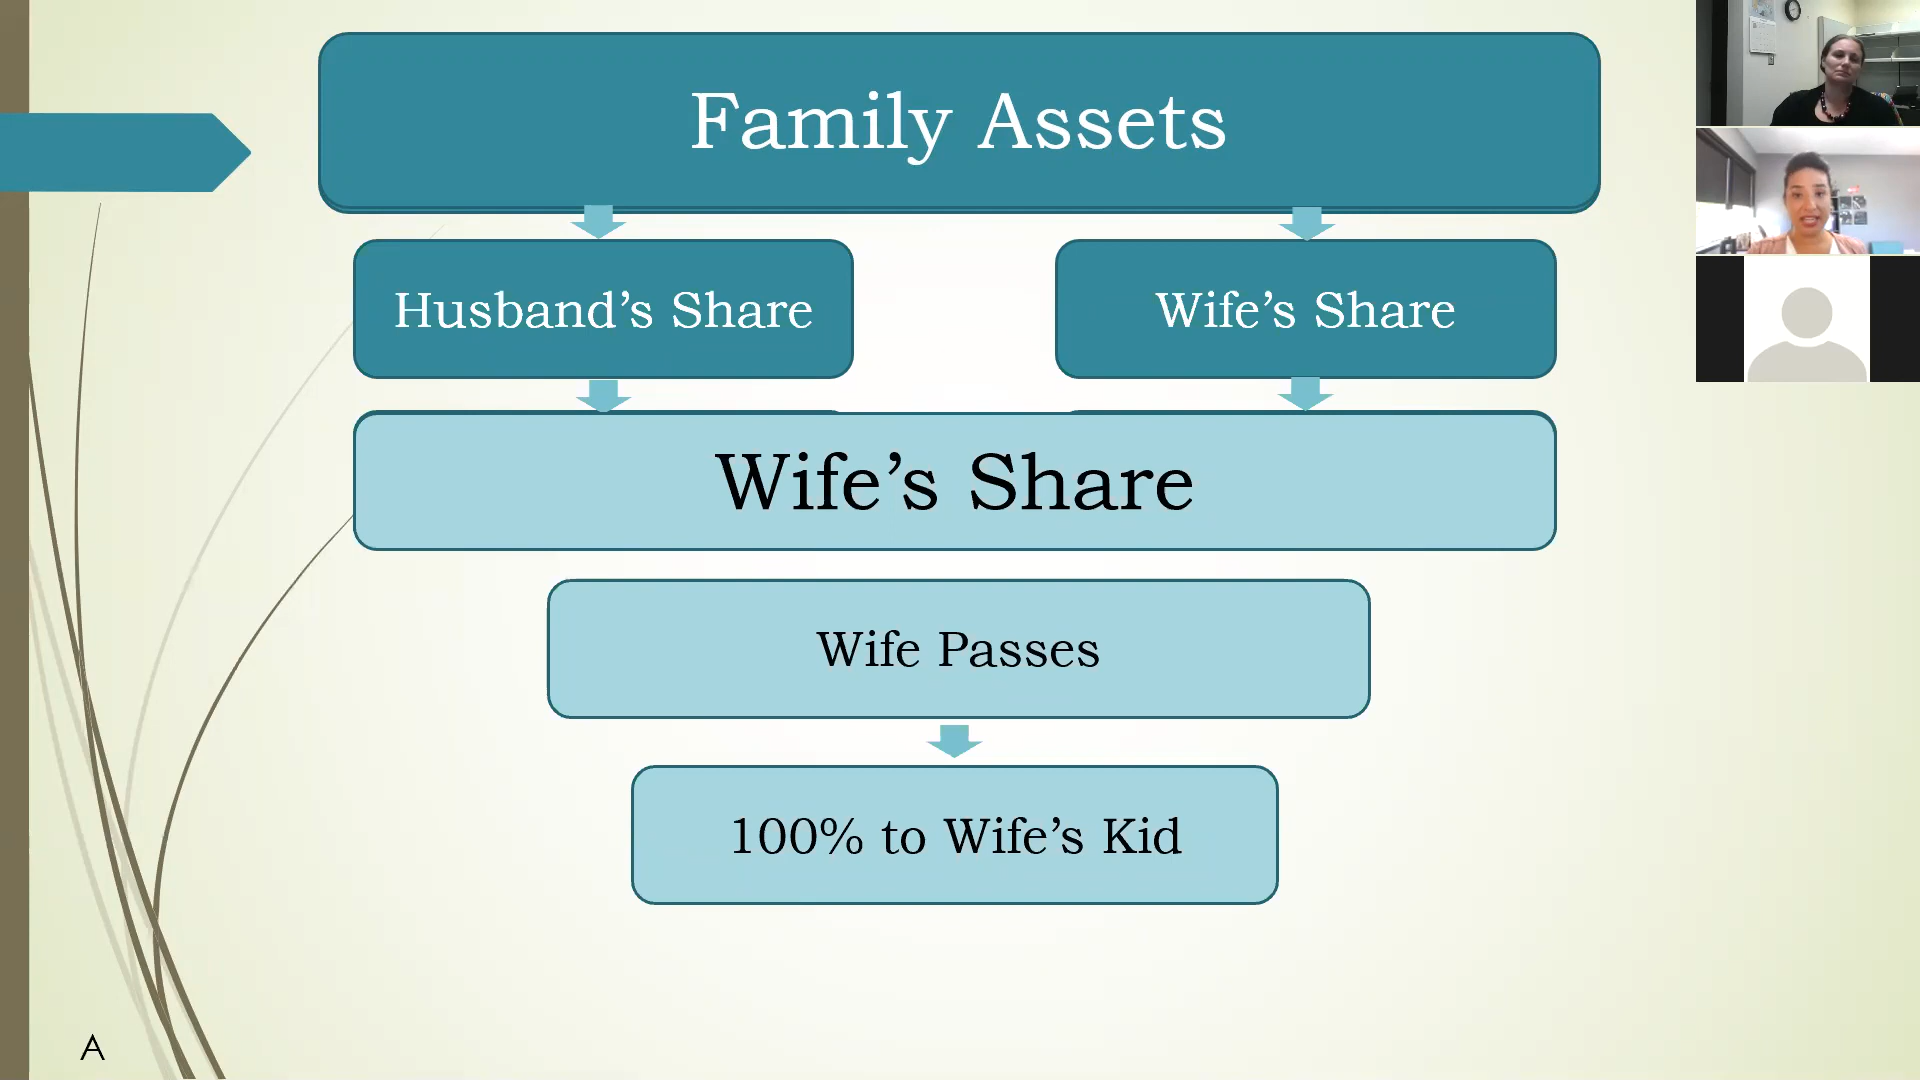 Family Assets
Husband’s Share
Wife’s Share
Wife’s Share
Wife Passes
100% to Wife’s Kid
A